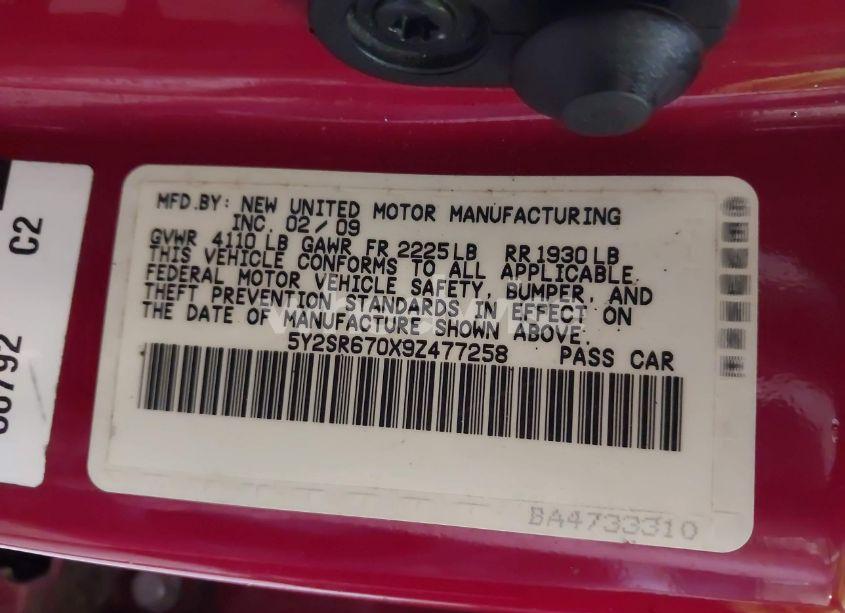 MFD.BY: NEW UNITED MOTOR MANUFACTURING
INC. 02/09
GVWR 4110 LB GAWR FR 2225 LB RR 1930 LB
THIS VEHICLE CONFORMS TO ALL APPLICABLE
FEDERAL MOTOR VEHICLE SAFETY, BUMPER, AND
THEFT PREVENTION STANDARDS IN EFFECT ON
THE DATE OF MANUFACTURE SHOWN ABOVE.
5Y2SR670X9Z477258 PASS CAR
BA4733310
C2